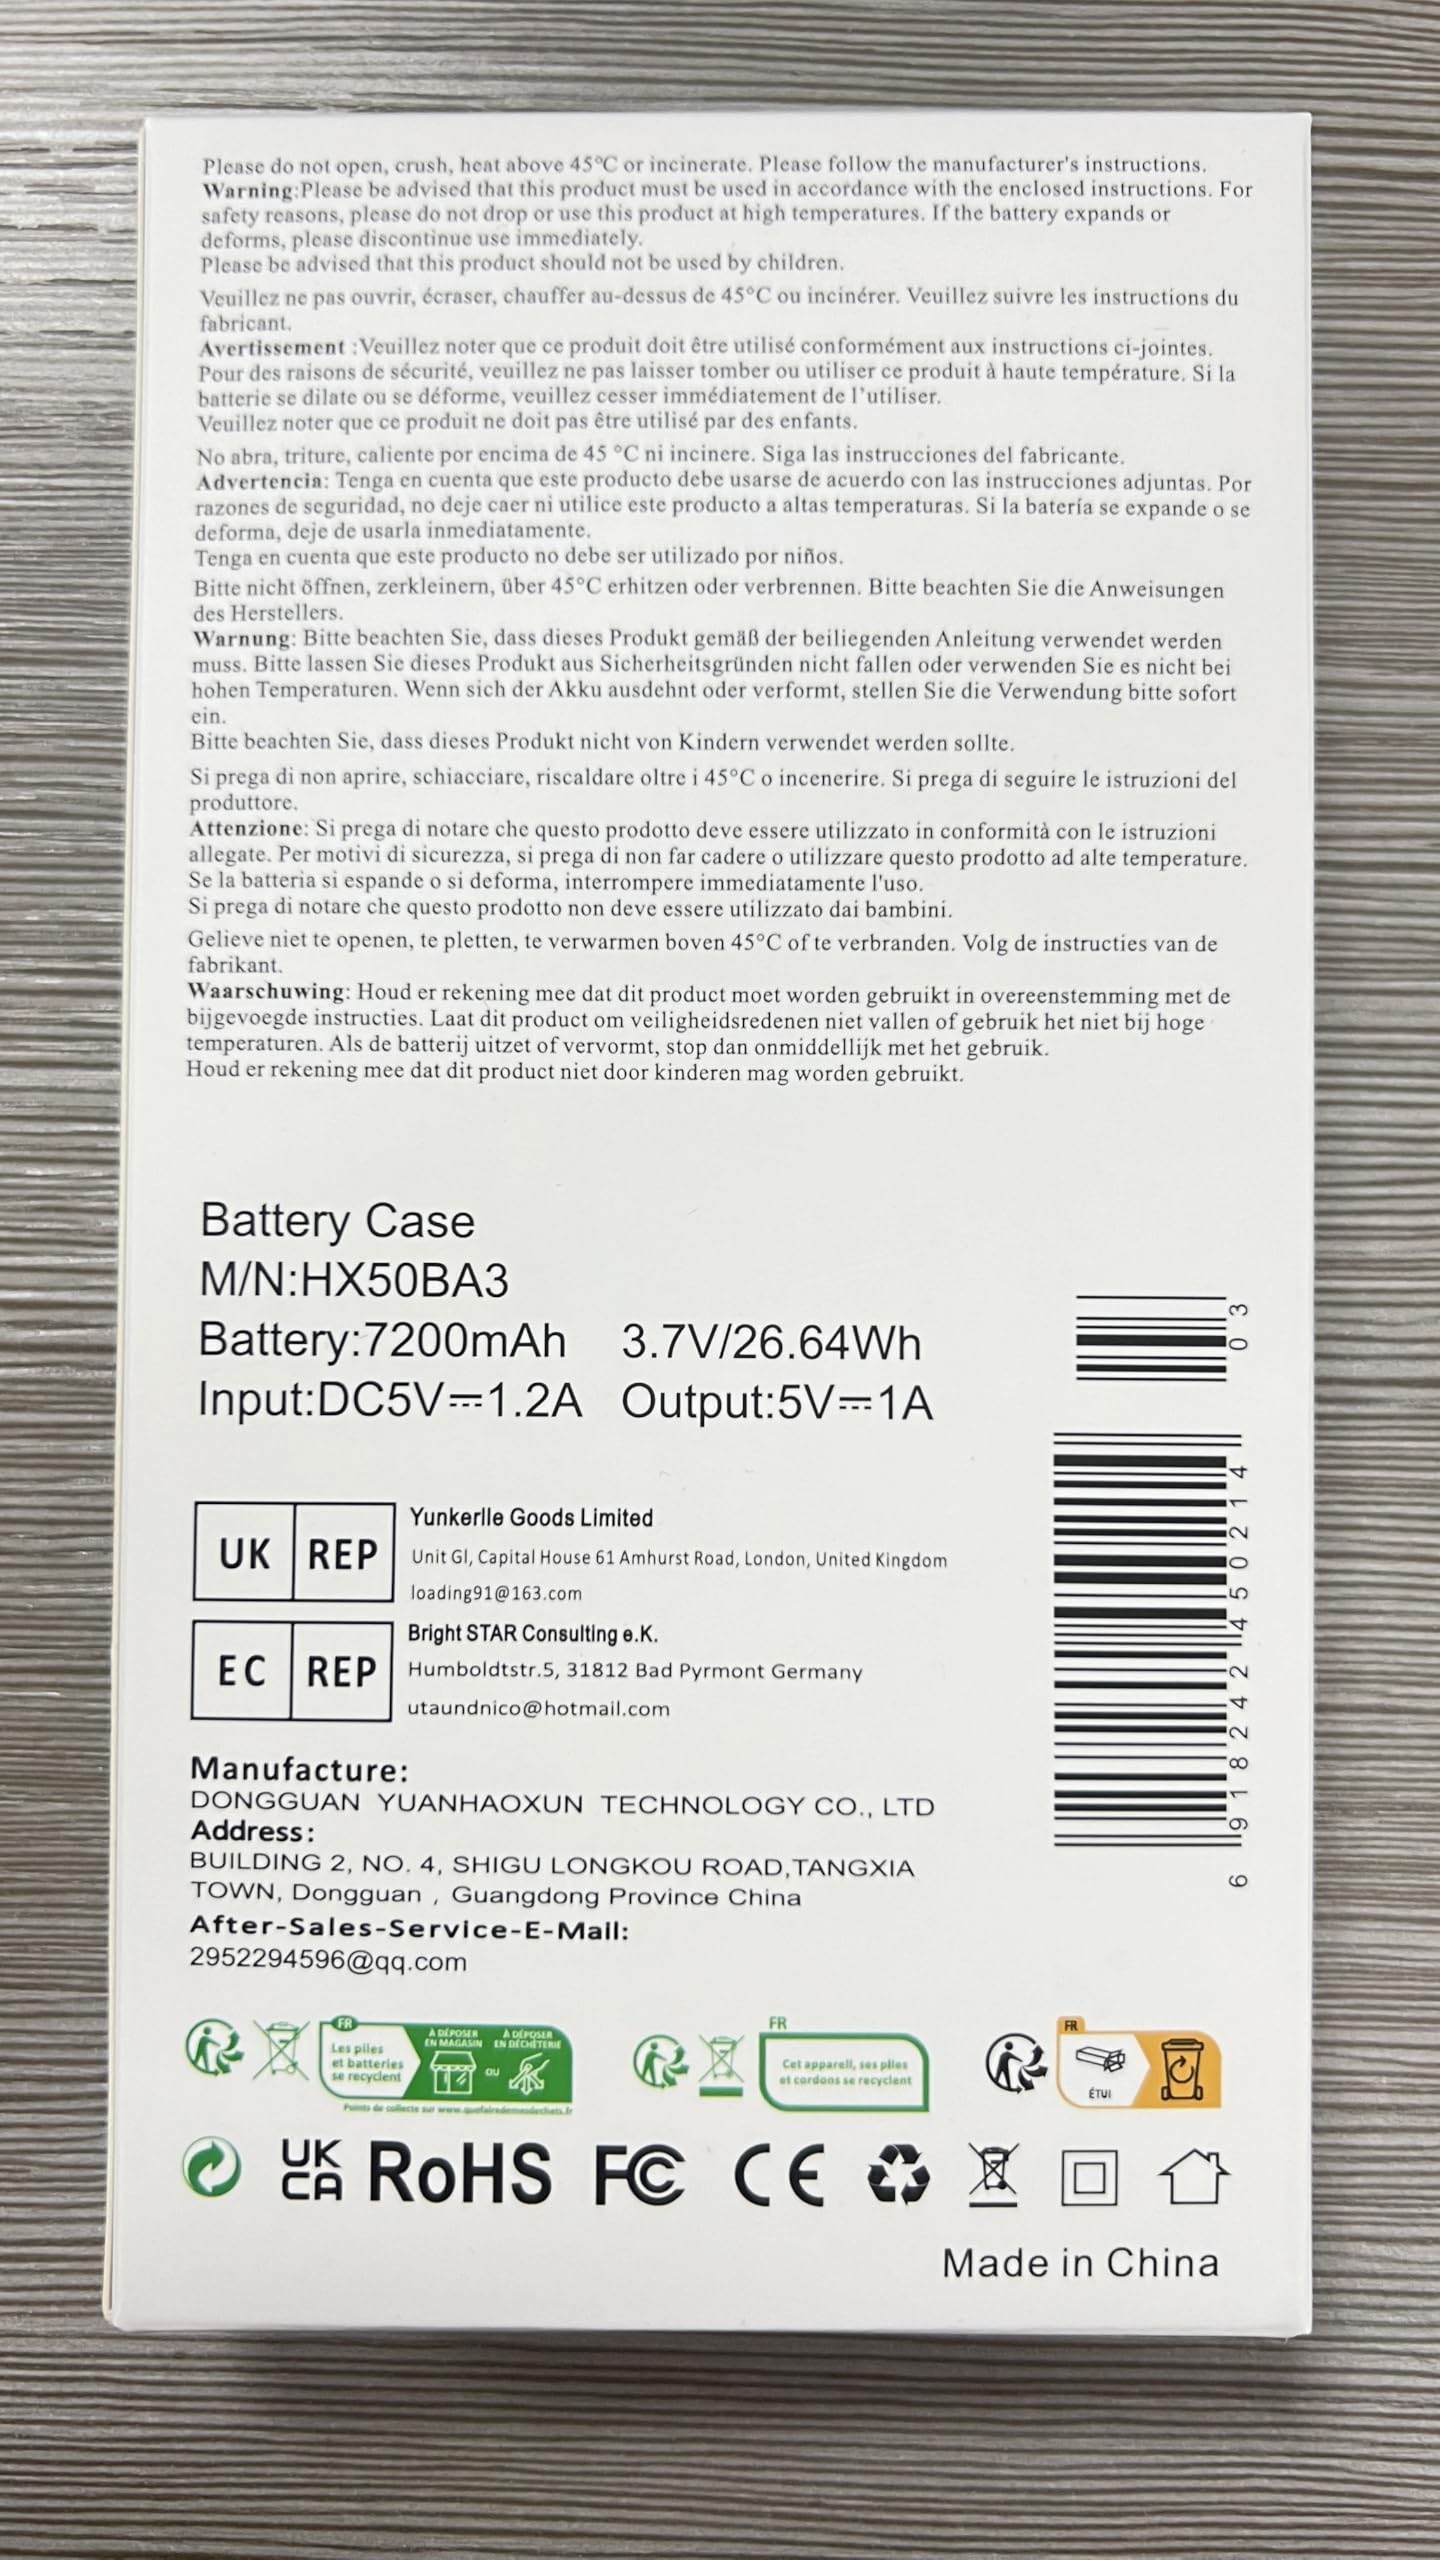 Please do not open, crush, heat above 45°C or incinerate. Please follow the manufacturer's instructions.
Warning:Please be advised that this product must be used in accordance with the enclosed instructions. For
safety reasons, please do not drop or use this product at high temperatures. If the battery expands or
deforms, please discontinue use immediately.
Please be advised that this product should not be used by children.
Veuillez ne pas ouvrir, écraser, chauffer au-dessus de 45°C ou incinérer. Veuillez suivre les instructions du
fabricant.
Avertissement :Veuillez noter que ce produit doit être utilisé conformément aux instructions ci-jointes.
Pour des raisons de sécurité, veuillez ne pas laisser tomber ou utiliser ce produit à haute température. Si la
batterie se dilate ou se déforme, veuillez cesser immédiatement de l'utiliser.
Veuillez noter que ce produit ne doit pas être utilisé par des enfants.
No abra, triture, caliente por encima de 45 °C ni incinere. Siga las instrucciones del fabricante.
Advertencia: Tenga en cuenta que este producto debe usarse de acuerdo con las instrucciones adjuntas. Por
razones de seguridad, no deje caer ni utilice este producto a altas temperaturas. Si la batería se expande o se
deforma, deje de usarla inmediatamente.
Tenga en cuenta que este producto no debe ser utilizado por niños.
Bitte nicht öffnen, zerkleinern, über 45°C erhitzen oder verbrennen. Bitte beachten Sie die Anweisungen
des Herstellers.
Warnung: Bitte beachten Sie, dass dieses Produkt gemäß der beiliegenden Anleitung verwendet werden
muss. Bitte lassen Sie dieses Produkt aus Sicherheitsgründen nicht fallen oder verwenden Sie es nicht bei
hohen Temperaturen. Wenn sich der Akku ausdehnt oder verformt, stellen Sie die Verwendung bitte sofort
ein.
Bitte beachten Sie, dass dieses Produkt nicht von Kindern verwendet werden sollte.
Si prega di non aprire, schiacciare, riscaldare oltre i 45°C o incenerire. Si prega di seguire le istruzioni del
produttore.
Attenzione: Si prega di notare che questo prodotto deve essere utilizzato in conformità con le istruzioni
allegate. Per motivi di sicurezza, si prega di non far cadere o utilizzare questo prodotto ad alte temperature.
Se la batteria si espande o si deforma, interrompere immediatamente l'uso.
Si prega di notare che questo prodotto non deve essere utilizzato dai bambini.
Gelieve niet te openen, te pletten, te verwarmen boven 45°C of te verbranden. Volg de instructies van de
fabrikant.
Waarschuwing: Houd er rekening mee dat dit product moet worden gebruikt in overeenstemming met de
bijgevoegde instructies. Laat dit product om veiligheidsredenen niet vallen of gebruik het niet bij hoge
temperaturen. Als de batterij uitzet of vervormt, stop dan onmiddellijk met het gebruik.
Houd er rekening mee dat dit product niet door kinderen mag worden gebruikt.
Battery Case
M/N:HX50BA3
Battery:7200mAh 3.7V/26.64Wh
Input:DC5V⎓1.2A Output:5V⎓1A
03
6 918242 450214
UK REP
Yunkerlle Goods Limited
Unit GI, Capital House 61 Amhurst Road, London, United Kingdom
loading91@163.com
EC REP
Bright STAR Consulting e.K.
Humboldtstr.5, 31812 Bad Pyrmont Germany
utaundnico@hotmail.com
Manufacture:
DONGGUAN YUANHAOXUN TECHNOLOGY CO., LTD
Address:
BUILDING 2, NO. 4, SHIGU LONGKOU ROAD,TANGXIA
TOWN, Dongguan , Guangdong Province China
After-Sales-Service-E-Mail:
2952294596@qq.com
FR
Les piles
et batteries
se recyclent
À DÉPOSER
EN MAGASIN
OU
À DÉPOSER
EN DÉCHÈTERIE
Points de collecte sur www.quefairedemesdechets.fr
FR
Cet appareil, ses piles
et cordons se recyclent
FR
ÉTUI
UK
CA
RoHS FC CE
Made in China